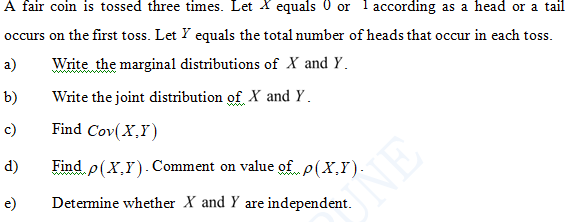 A fair coin is tossed three times. Let X equals 0 or 1 according as a head or a tail
occurs on the first toss. Let Y equals the total number of heads that occur in each toss.
a) Write the marginal distributions of X and Y.
b) Write the joint distribution of X and Y.
c) Find Cov(X,Y)
d) Find ρ(X,Y). Comment on value of ρ(X,Y).
e) Determine whether X and Y are independent.